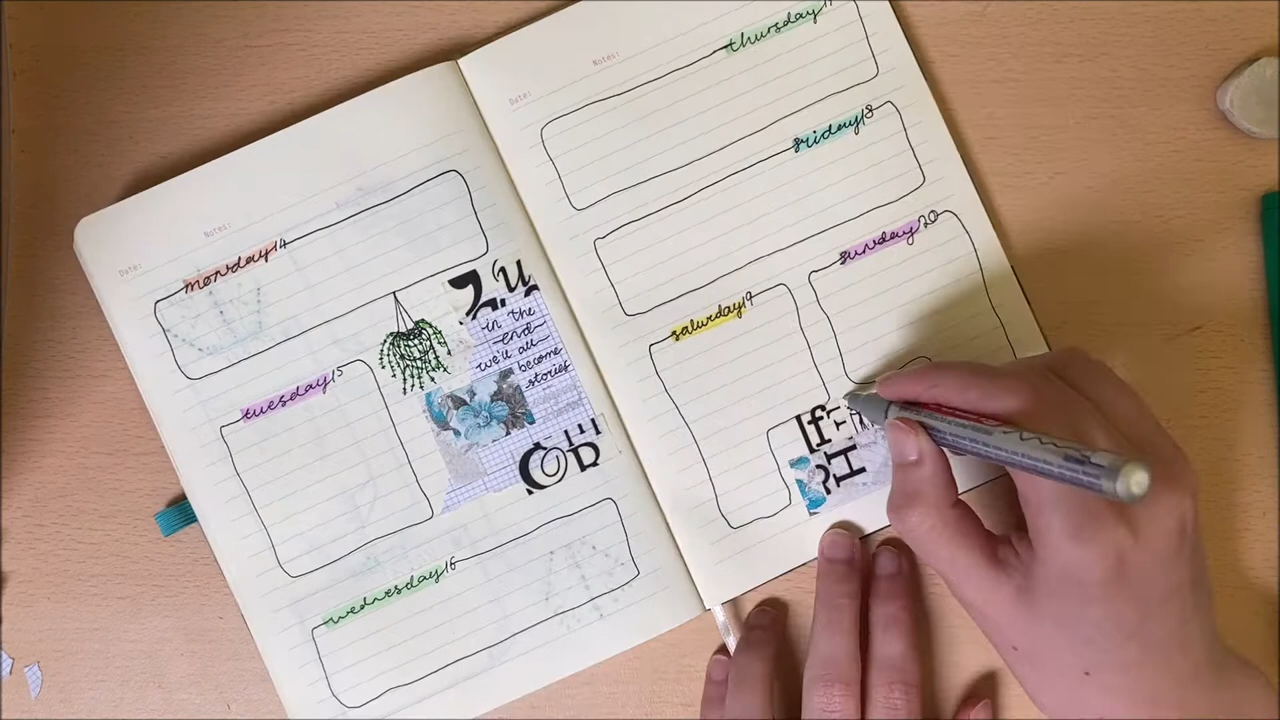 Notes:
Date:
monday 14
tuesday 15
in the
end
we'll all
become
stories
wednesday 16
Notes:
Date:
thursday
friday 18
saturday 19
sunday 20
If